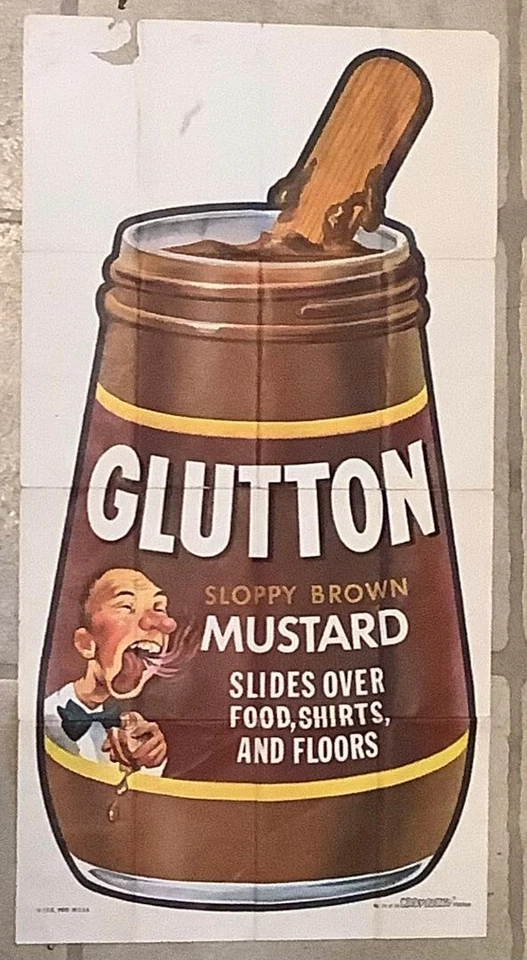 GLUTTON
SLOPPY BROWN
MUSTARD
SLIDES OVER
FOOD, SHIRTS,
AND FLOORS